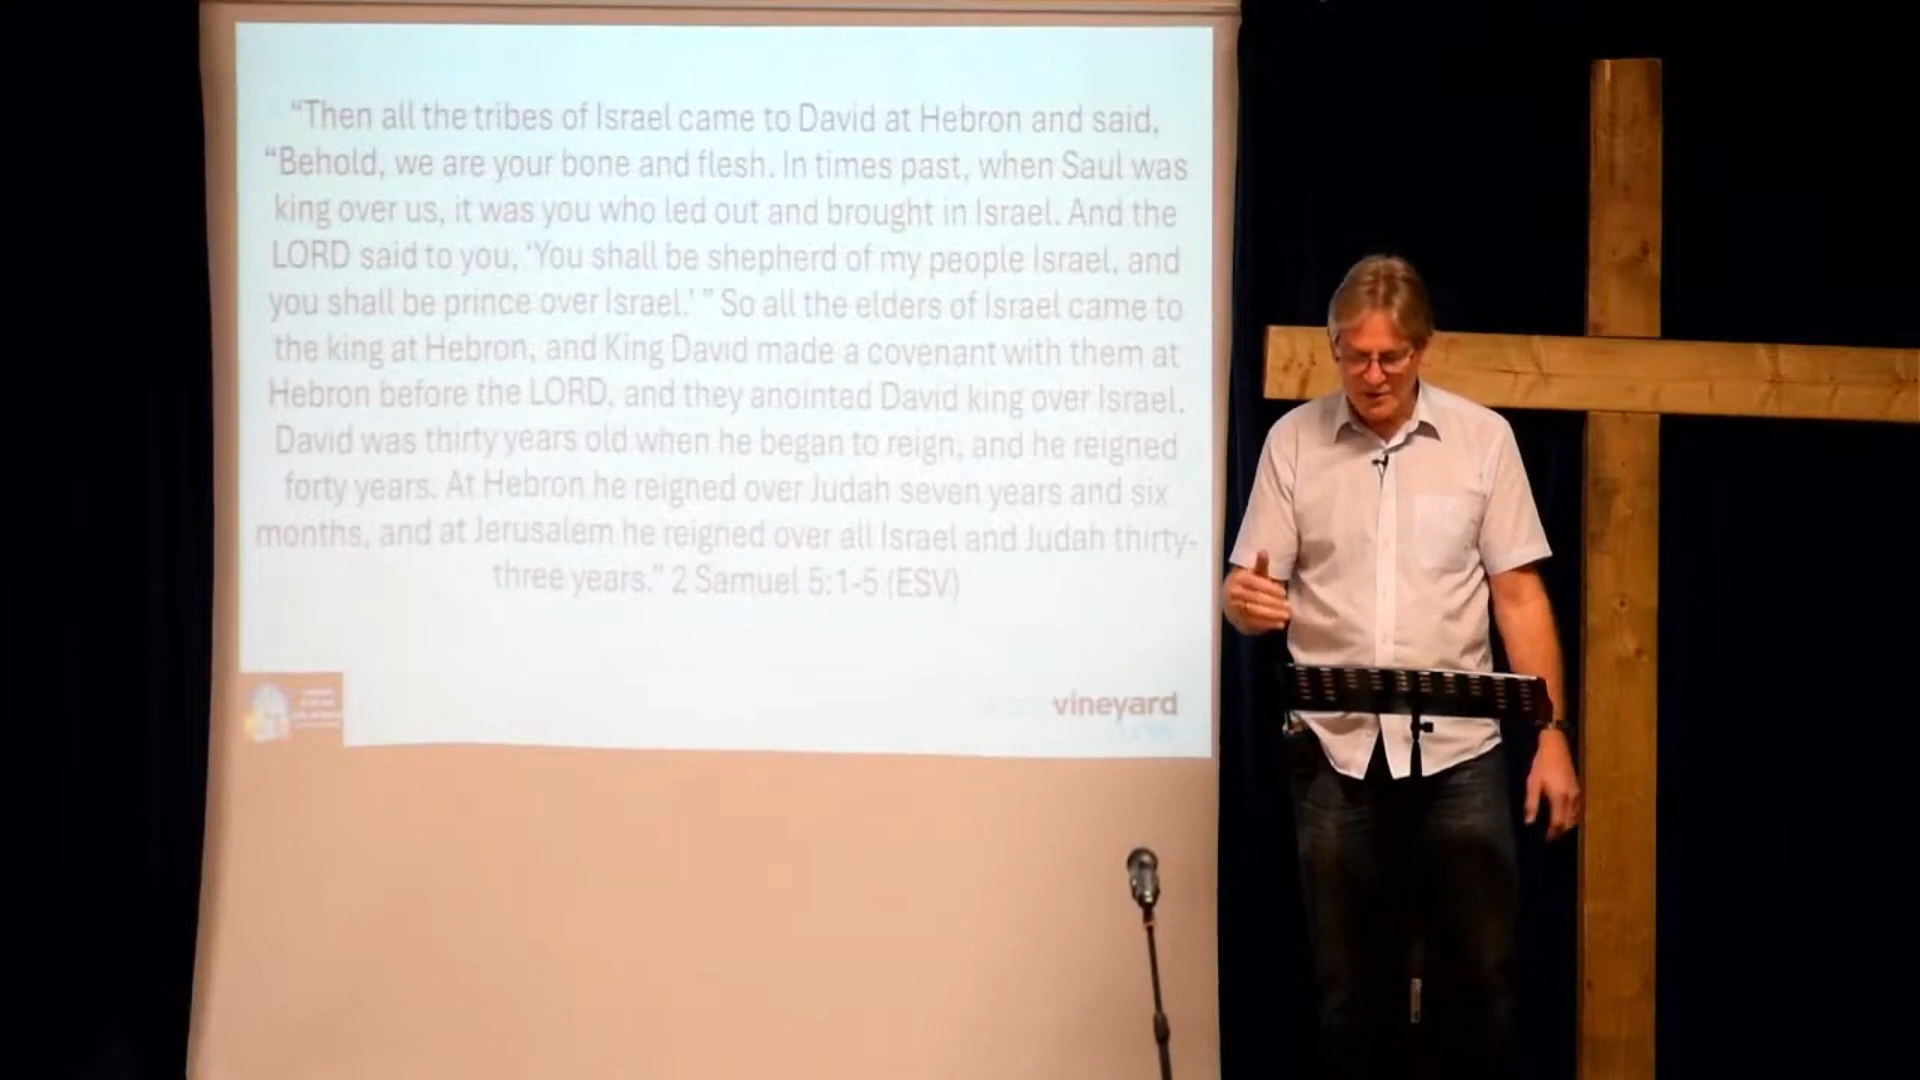 “Then all the tribes of Israel came to David at Hebron and said,
“Behold, we are your bone and flesh. In times past, when Saul was
king over us, it was you who led out and brought in Israel. And the
LORD said to you, ‘You shall be shepherd of my people Israel, and
you shall be prince over Israel.’ ” So all the elders of Israel came to
the king at Hebron, and King David made a covenant with them at
Hebron before the LORD, and they anointed David king over Israel.
David was thirty years old when he began to reign, and he reigned
forty years. At Hebron he reigned over Judah seven years and six
months, and at Jerusalem he reigned over all Israel and Judah thirty-
three years.” 2 Samuel 5:1-5 (ESV)
vineyard